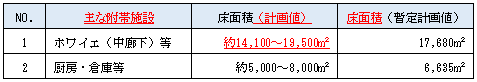 NO. 主な附帯施設 床面積（計画値） 床面積（暫定計画値）
1 ホワイエ（中廊下）等 約14,100～19,500㎡ 17,680㎡
2 厨房・倉庫等 約5,000～8,000㎡ 6,635㎡